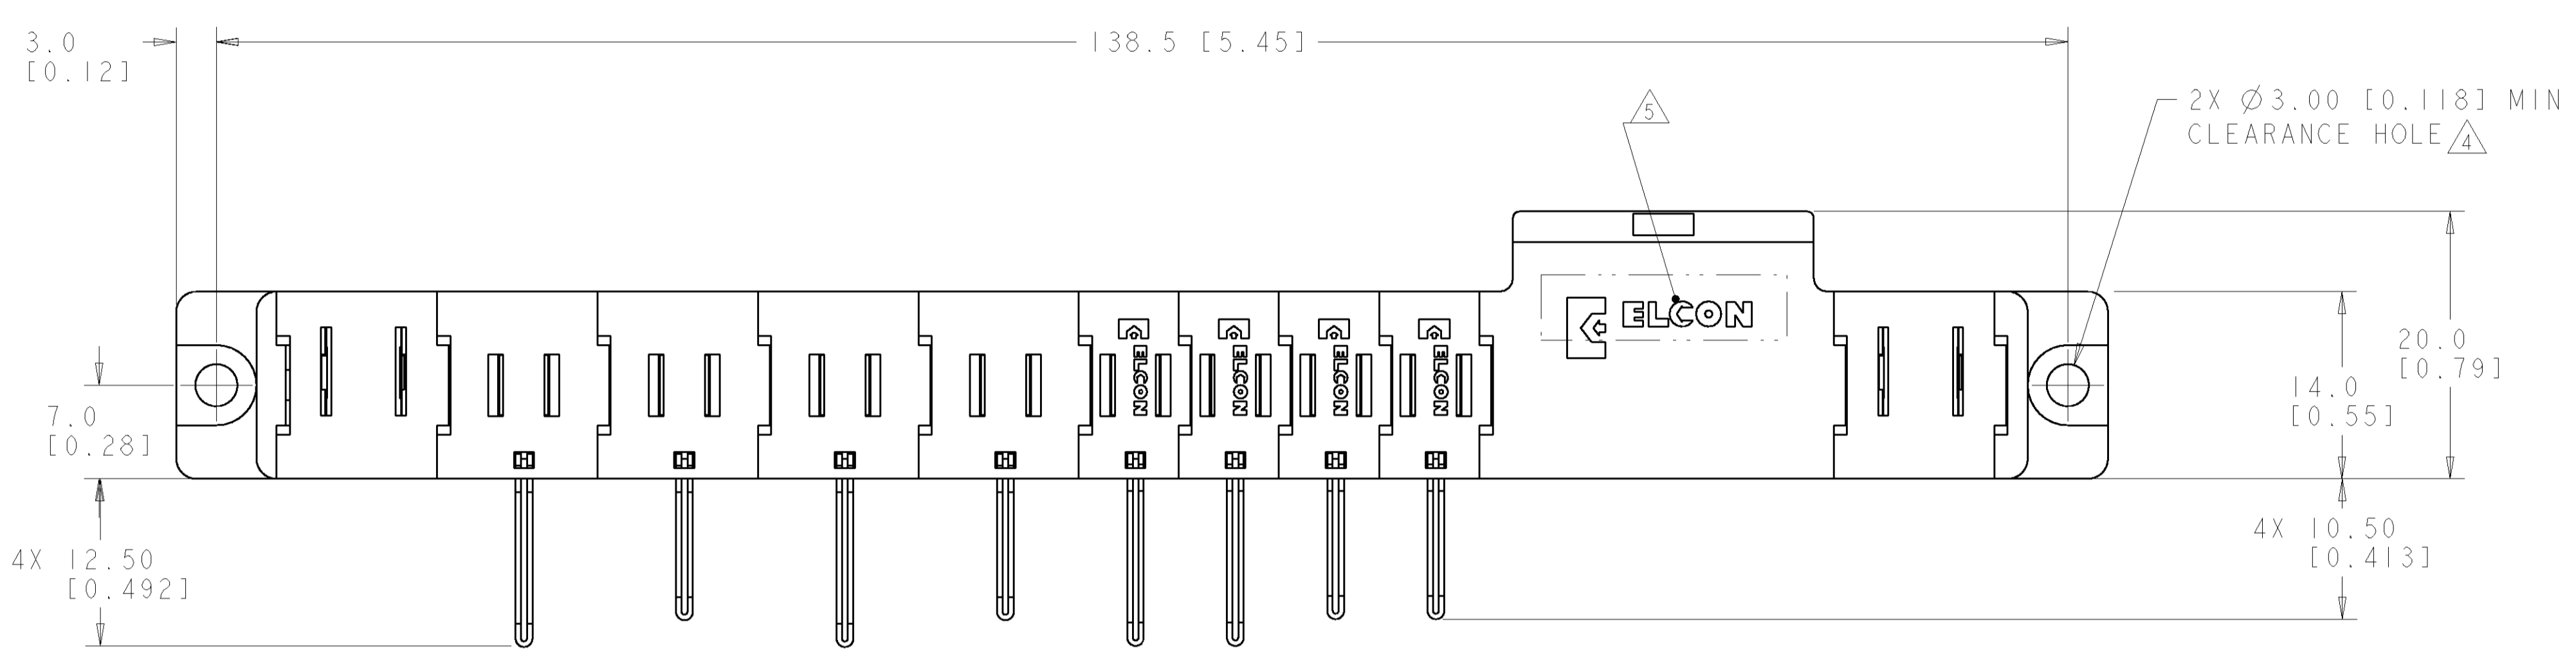 3.0
[0.12]
138.5 [5.45]
5
2X Ø3.00 [0.118] MIN
CLEARANCE HOLE 4
ELCON
ELCON
ELCON
ELCON
ELCON
20.0
[0.79]
14.0
[0.55]
7.0
[0.28]
4X 12.50
[0.492]
4X 10.50
[0.413]